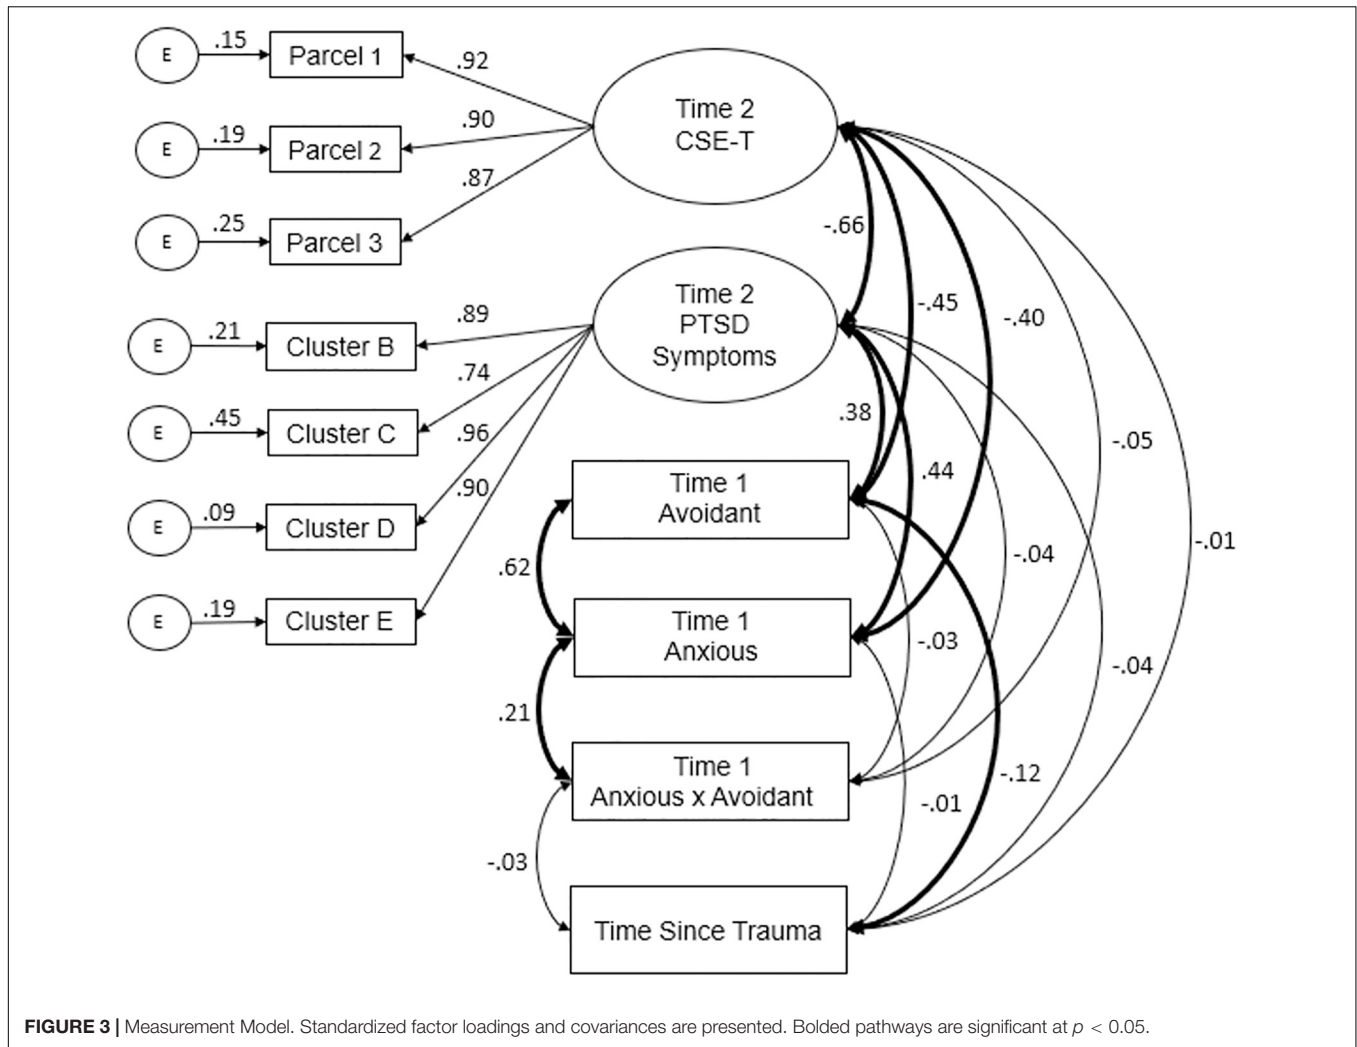 E
.15
Parcel 1
.92
E
.19
Parcel 2
.90
E
.25
Parcel 3
.87
Time 2
CSE-T
E
.21
Cluster B
.89
E
.45
Cluster C
.74
E
.09
Cluster D
.96
E
.19
Cluster E
.90
Time 2
PTSD
Symptoms
-.66
-.45
-.40
.38
.44
-.05
-.01
-.04
-.03
-.04
-.12
-.01
Time 1
Avoidant
.62
Time 1
Anxious
.21
Time 1
Anxious x Avoidant
-.03
Time Since Trauma
FIGURE 3 | Measurement Model. Standardized factor loadings and covariances are presented. Bolded pathways are significant at p < 0.05.